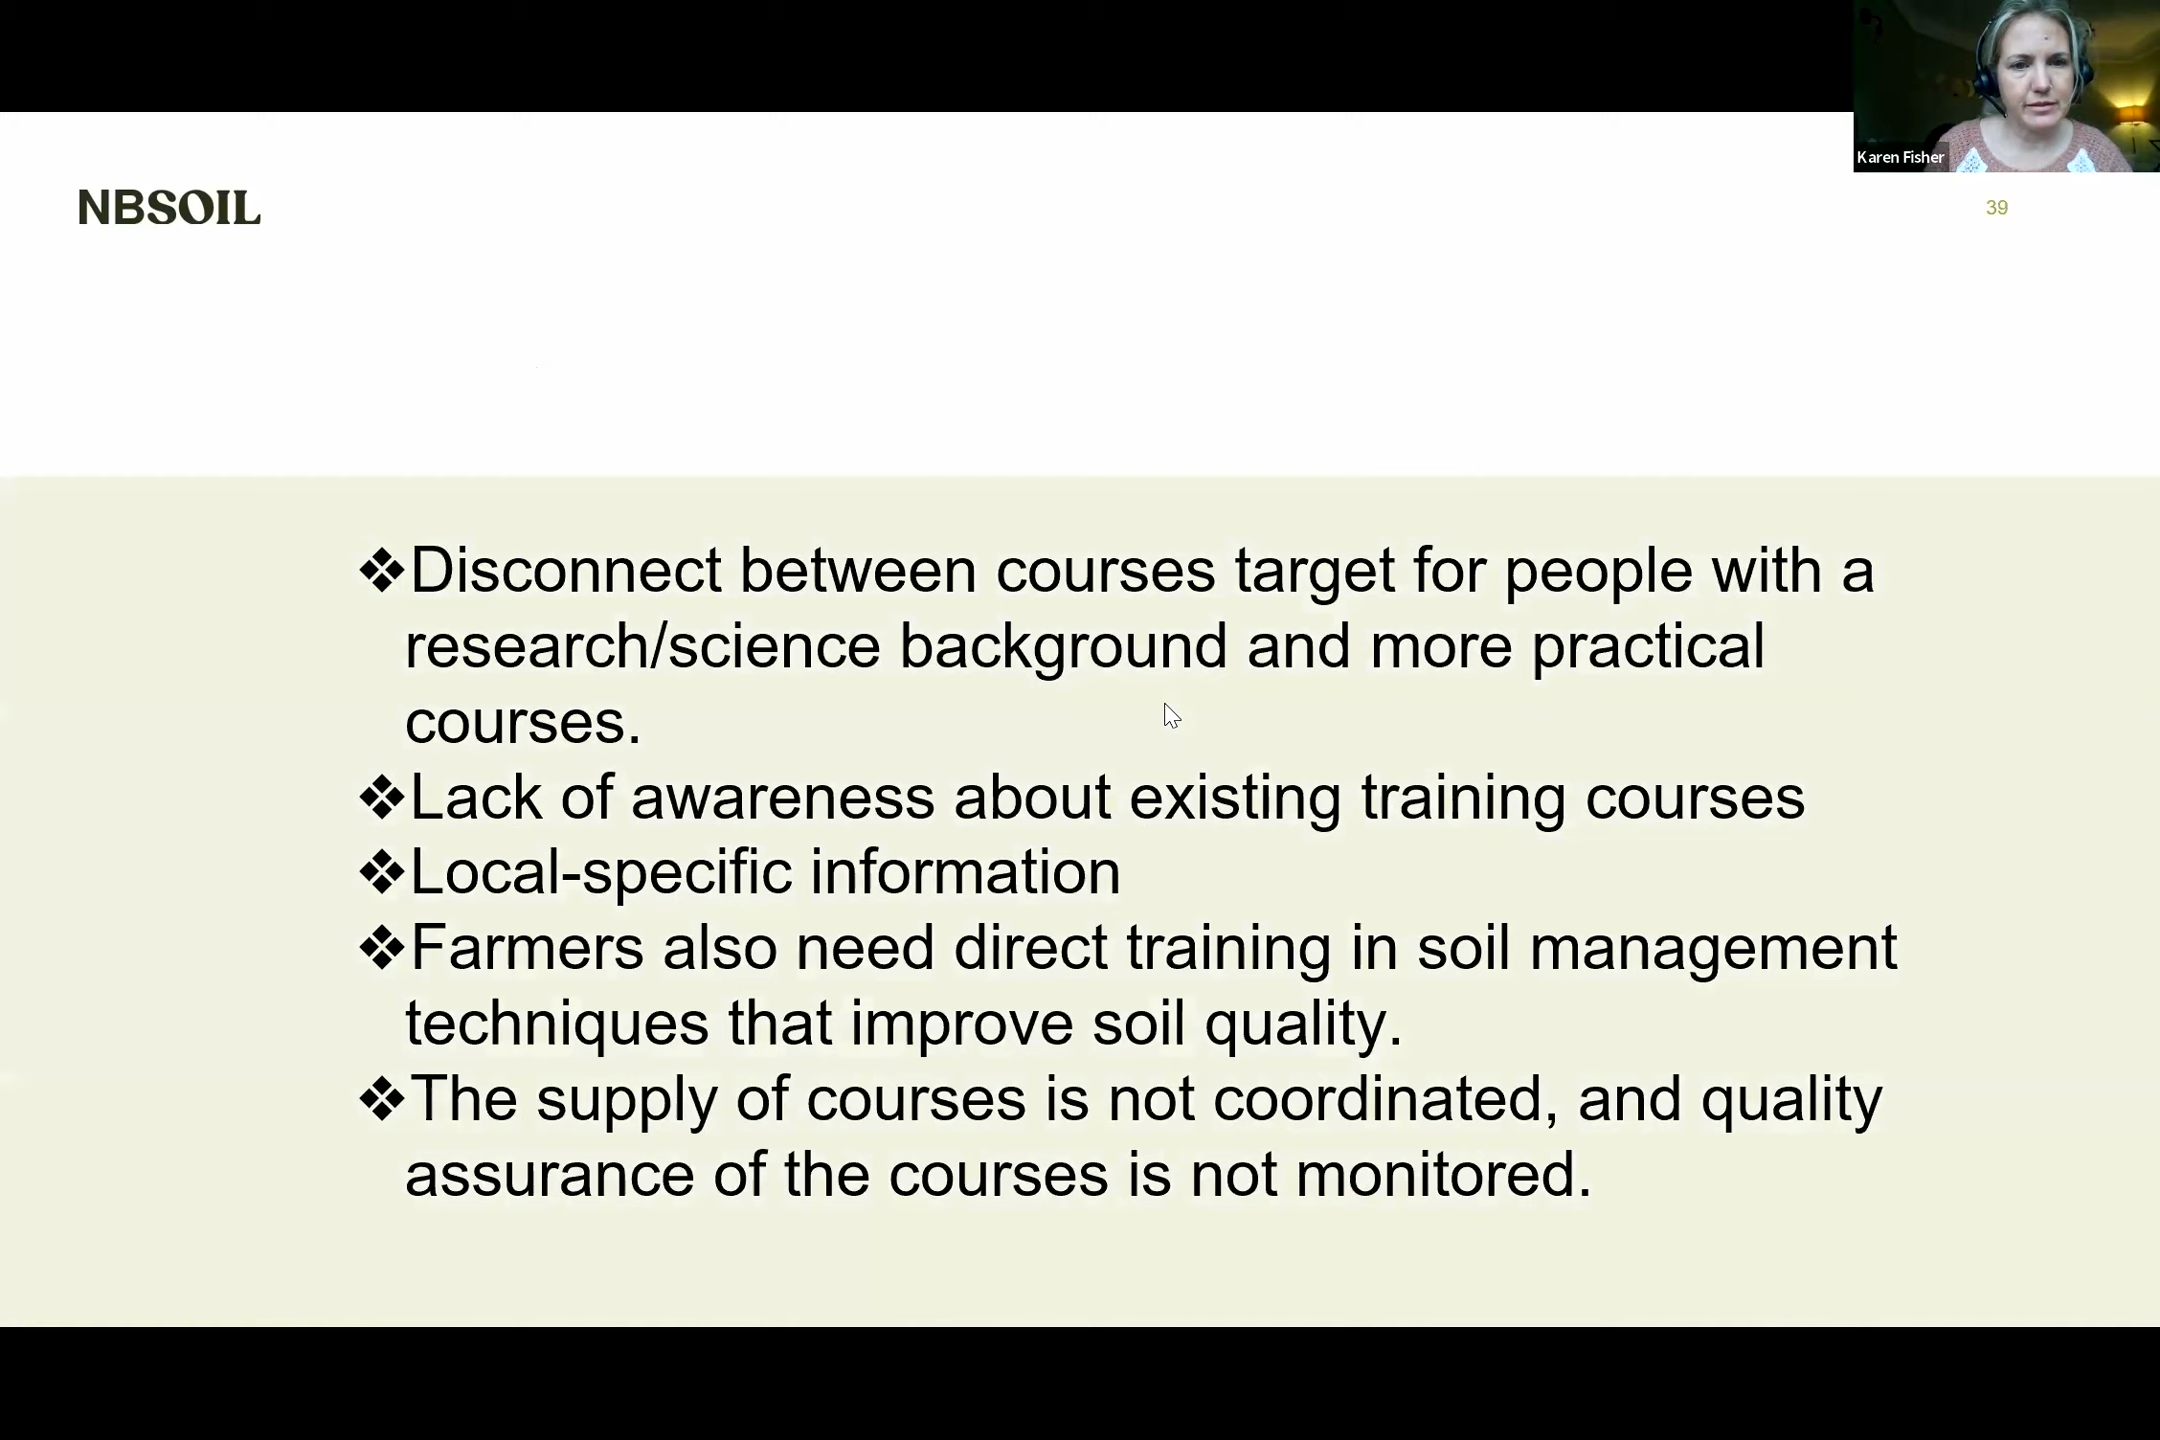 Karen Fisher
NBSOIL
39
❖Disconnect between courses target for people with a
research/science background and more practical
courses.
❖Lack of awareness about existing training courses
❖Local-specific information
❖Farmers also need direct training in soil management
techniques that improve soil quality.
❖The supply of courses is not coordinated, and quality
assurance of the courses is not monitored.